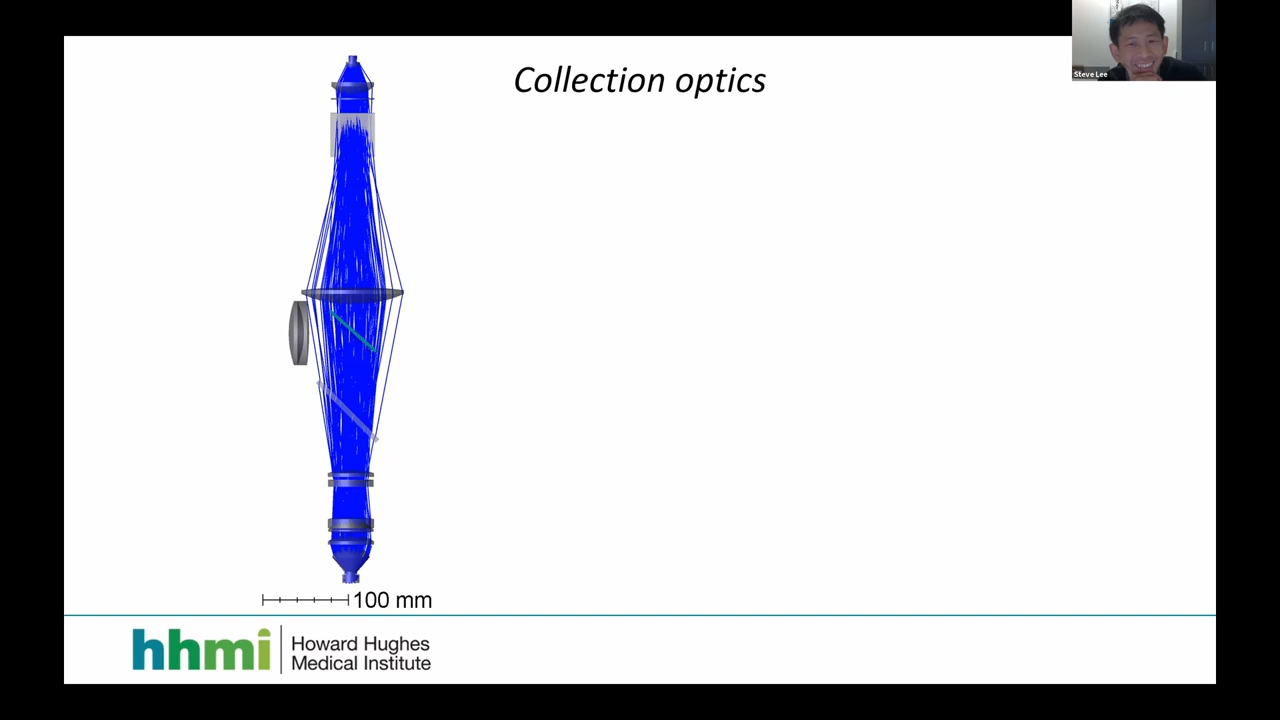 Steve Lee
Collection optics
100 mm
hhmi
Howard Hughes
Medical Institute